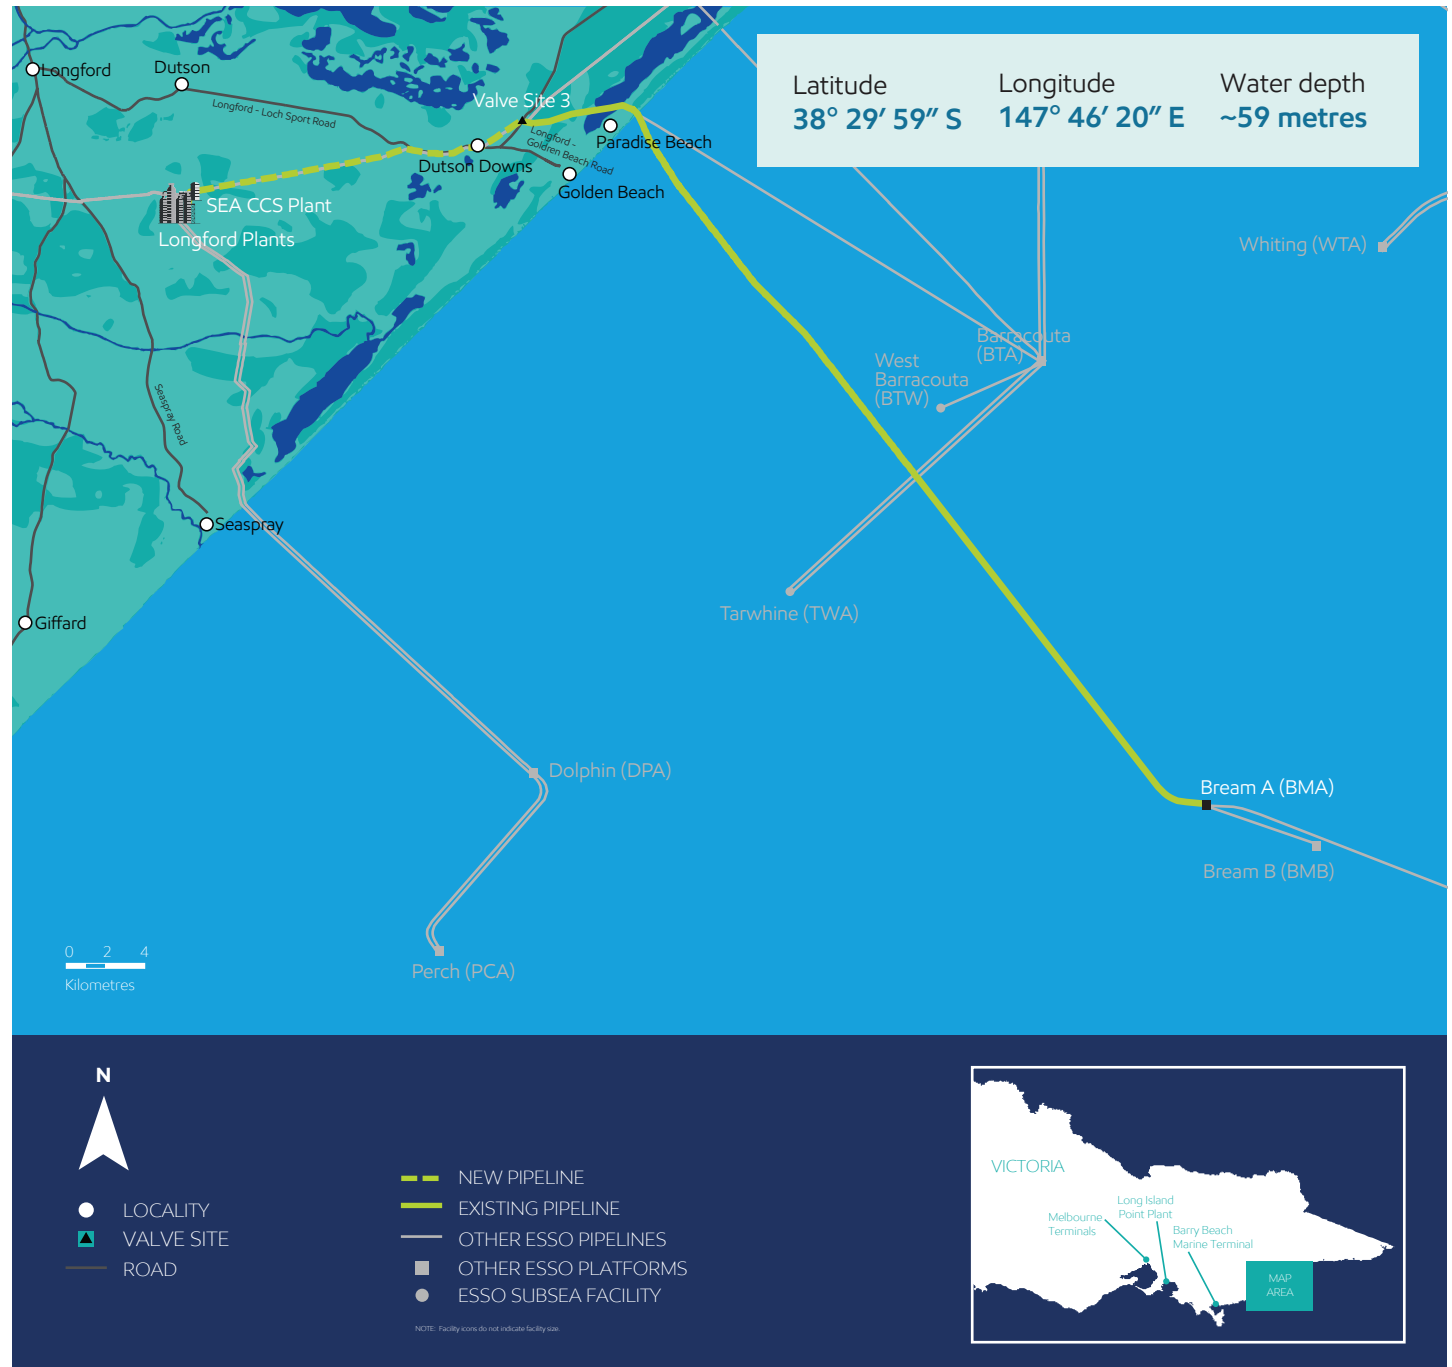 Longford
Dutson
Longford - Loch Sport Road
Valve Site 3
Longford -
Goldren Beach Road
Paradise Beach
Dutson Downs
Golden Beach
SEA CCS Plant
Longford Plants
Latitude
38° 29′ 59″ S
Longitude
147° 46′ 20″ E
Water depth
~59 metres
Whiting (WTA)
Barracouta
(BTA)
West
Barracouta
(BTW)
Seaspray Road
Seaspray
Giffard
Tarwhine (TWA)
Dolphin (DPA)
Bream A (BMA)
Bream B (BMB)
Perch (PCA)
0 2 4
Kilometres
N
LOCALITY
VALVE SITE
ROAD
NEW PIPELINE
EXISTING PIPELINE
OTHER ESSO PIPELINES
OTHER ESSO PLATFORMS
ESSO SUBSEA FACILITY
NOTE: Facility icons do not indicate facility size.
VICTORIA
Melbourne
Terminals
Long Island
Point Plant
Barry Beach
Marine Terminal
MAP
AREA